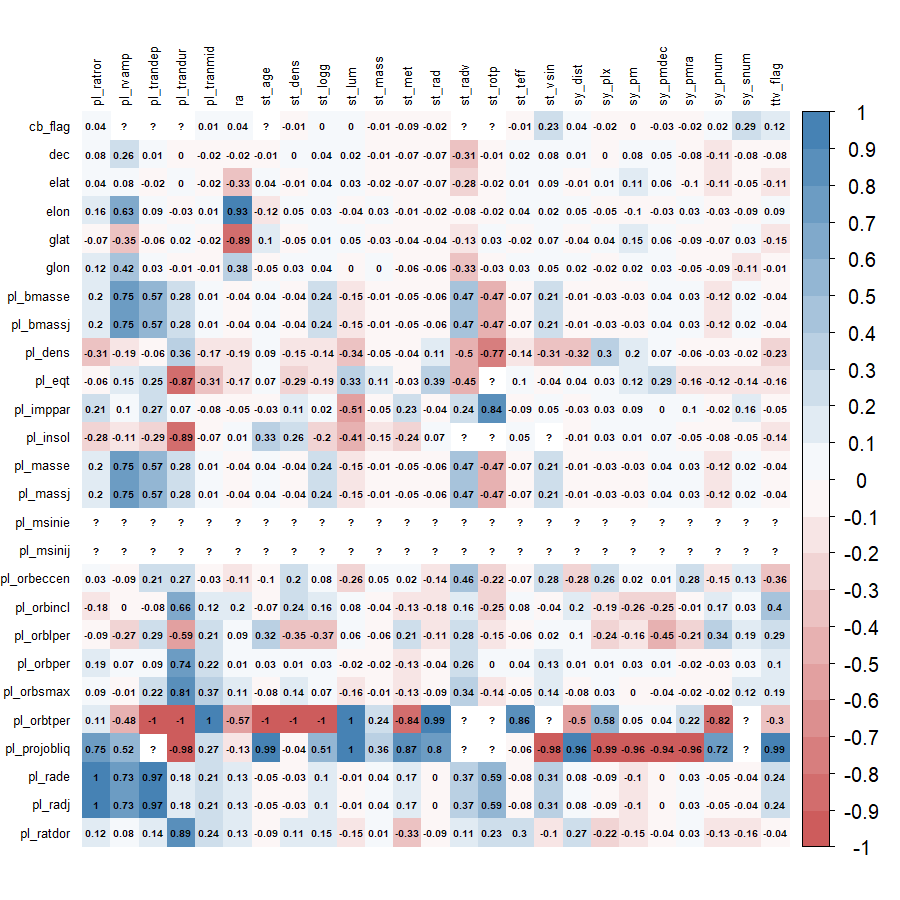 pl_ratror pl_rvamp pl_trandep pl_trandur pl_tranmid ra st_age st_dens st_logg st_lum st_mass st_met st_rad st_radv st_rotp st_teff st_vsin sy_dist sy_plx sy_pm sy_pmdec sy_pmra sy_pnum sy_snum ttv_flag
cb_flag 0.04 ? ? ? 0.01 0.04 ? -0.01 0 0 -0.01 -0.09 -0.02 ? ? -0.01 0.23 0.04 -0.02 0 -0.03 -0.02 0.02 0.29 0.12
dec 0.08 0.26 0.01 0 -0.02 -0.02 -0.01 0 0.04 0.02 -0.01 -0.07 -0.07 -0.31 -0.01 0.02 0.08 0.01 0 0.08 0.05 -0.08 -0.11 -0.08 -0.08
elat 0.04 0.08 -0.02 0 -0.02 -0.33 0.04 -0.01 0.04 0.03 -0.02 -0.07 -0.07 -0.28 -0.02 0.01 0.09 -0.01 0.01 0.11 0.06 -0.1 -0.11 -0.05 -0.11
elon 0.16 0.63 0.09 -0.03 0.01 0.93 -0.12 0.05 0.03 -0.04 0.03 -0.01 -0.02 -0.08 -0.02 0.04 0.02 0.05 -0.05 -0.1 -0.03 0.03 -0.03 -0.09 0.09
glat -0.07 -0.35 -0.06 0.02 -0.02 -0.89 0.1 -0.05 0.01 0.05 -0.03 -0.04 -0.04 -0.13 0.03 -0.02 0.07 -0.04 0.04 0.15 0.06 -0.09 -0.07 0.03 -0.15
glon 0.12 0.42 0.03 -0.01 -0.01 0.38 -0.05 0.03 0.04 0 0 -0.06 -0.06 -0.33 -0.03 0.03 0.05 0.02 -0.02 0.02 0.03 -0.05 -0.09 -0.11 -0.01
pl_bmasse 0.2 0.75 0.57 0.28 0.01 -0.04 -0.04 -0.04 0.24 -0.15 -0.01 -0.05 -0.06 0.47 -0.47 -0.07 0.21 -0.01 -0.03 -0.03 0.04 0.03 -0.12 0.02 -0.04
pl_bmassj 0.2 0.75 0.57 0.28 0.01 -0.04 -0.04 -0.04 0.24 -0.15 -0.01 -0.05 -0.06 0.47 -0.47 -0.07 0.21 -0.01 -0.03 -0.03 0.04 0.03 -0.12 0.02 -0.04
pl_dens -0.31 -0.19 -0.06 0.36 -0.17 -0.19 0.09 -0.15 -0.14 -0.34 -0.05 -0.04 0.11 -0.5 -0.77 -0.14 -0.31 -0.32 0.3 0.2 0.07 -0.06 -0.03 -0.02 -0.23
pl_eqt -0.06 0.15 0.25 -0.87 -0.31 -0.17 0.07 -0.29 -0.19 0.33 0.11 -0.03 0.39 -0.45 ? 0.1 -0.04 0.04 0.03 0.12 0.29 -0.16 -0.12 -0.14 -0.16
pl_imppar 0.21 0.1 0.27 0.07 -0.08 -0.05 -0.03 0.11 0.02 -0.51 -0.05 0.23 -0.04 0.24 0.84 -0.09 0.05 -0.03 0.03 0.09 0 0.1 -0.02 0.16 -0.05
pl_insol -0.28 -0.11 -0.29 -0.89 -0.07 0.01 0.33 0.26 -0.2 -0.41 -0.15 -0.24 0.07 ? ? 0.05 ? -0.01 0.03 0.01 0.07 -0.05 -0.08 -0.05 -0.14
pl_masse 0.2 0.75 0.57 0.28 0.01 -0.04 -0.04 -0.04 0.24 -0.15 -0.01 -0.05 -0.06 0.47 -0.47 -0.07 0.21 -0.01 -0.03 -0.03 0.04 0.03 -0.12 0.02 -0.04
pl_massj 0.2 0.75 0.57 0.28 0.01 -0.04 -0.04 -0.04 0.24 -0.15 -0.01 -0.05 -0.06 0.47 -0.47 -0.07 0.21 -0.01 -0.03 -0.03 0.04 0.03 -0.12 0.02 -0.04
pl_msinie ? ? ? ? ? ? ? ? ? ? ? ? ? ? ? ? ? ? ? ? ? ? ? ? ?
pl_msinij ? ? ? ? ? ? ? ? ? ? ? ? ? ? ? ? ? ? ? ? ? ? ? ? ?
pl_orbeccen 0.03 -0.09 0.21 0.27 -0.03 -0.11 -0.1 0.2 0.08 -0.26 0.05 0.02 -0.14 0.46 -0.22 -0.07 0.28 -0.28 0.26 0.02 0.01 0.28 -0.15 0.13 -0.36
pl_orbincl -0.18 0 -0.08 0.66 0.12 0.2 -0.07 0.24 0.16 0.08 -0.04 -0.13 -0.18 0.16 -0.25 0.08 -0.04 0.2 -0.19 -0.26 -0.25 -0.01 0.17 0.03 0.4
pl_orblper -0.09 -0.27 0.29 -0.59 0.21 0.09 0.32 -0.35 -0.37 0.06 -0.06 0.21 -0.11 0.28 -0.15 -0.06 0.02 0.1 -0.24 -0.16 -0.45 -0.21 0.34 0.19 0.29
pl_orbper 0.19 0.07 0.09 0.74 0.22 0.01 0.03 0.01 0.03 -0.02 -0.02 -0.13 -0.04 0.26 0 0.04 0.13 0.01 0.01 0.03 0.01 -0.02 -0.03 0.03 0.1
pl_orbsmax 0.09 -0.01 0.22 0.81 0.37 0.11 -0.08 0.14 0.07 -0.16 -0.01 -0.13 -0.09 0.34 -0.05 -0.05 0.14 -0.08 0.03 0 -0.04 -0.02 -0.02 0.12 0.19
pl_orbtper 0.11 -0.48 -1 -1 1 -0.57 -1 -1 -1 1 0.24 -0.84 0.99 ? ? 0.86 ? -0.5 0.58 0.05 0.04 0.22 -0.82 ? -0.3
pl_projobliq 0.75 0.52 ? -0.98 0.27 -0.13 0.99 -0.04 0.51 1 0.36 0.87 0.8 ? ? -0.06 -0.98 0.96 -0.99 -0.96 -0.94 -0.96 0.72 ? 0.99
pl_rade 1 0.73 0.97 0.18 0.21 0.13 -0.05 -0.03 0.1 -0.01 0.04 0.17 0 0.37 0.59 -0.08 0.31 0.08 -0.09 -0.1 0 0.03 -0.05 -0.04 0.24
pl_radj 1 0.73 0.97 0.18 0.21 0.13 -0.05 -0.03 0.1 -0.01 0.04 0.17 0 0.37 0.59 -0.08 0.31 0.08 -0.09 -0.1 0 0.03 -0.05 -0.04 0.24
pl_ratdor 0.12 0.08 0.14 0.89 0.24 0.13 -0.09 0.11 0.15 -0.15 0.01 -0.33 -0.09 0.11 0.23 0.3 -0.1 0.27 -0.22 -0.15 -0.04 0.03 -0.13 -0.16 -0.04
1
0.9
0.8
0.7
0.6
0.5
0.4
0.3
0.2
0.1
0
-0.1
-0.2
-0.3
-0.4
-0.5
-0.6
-0.7
-0.8
-0.9
-1